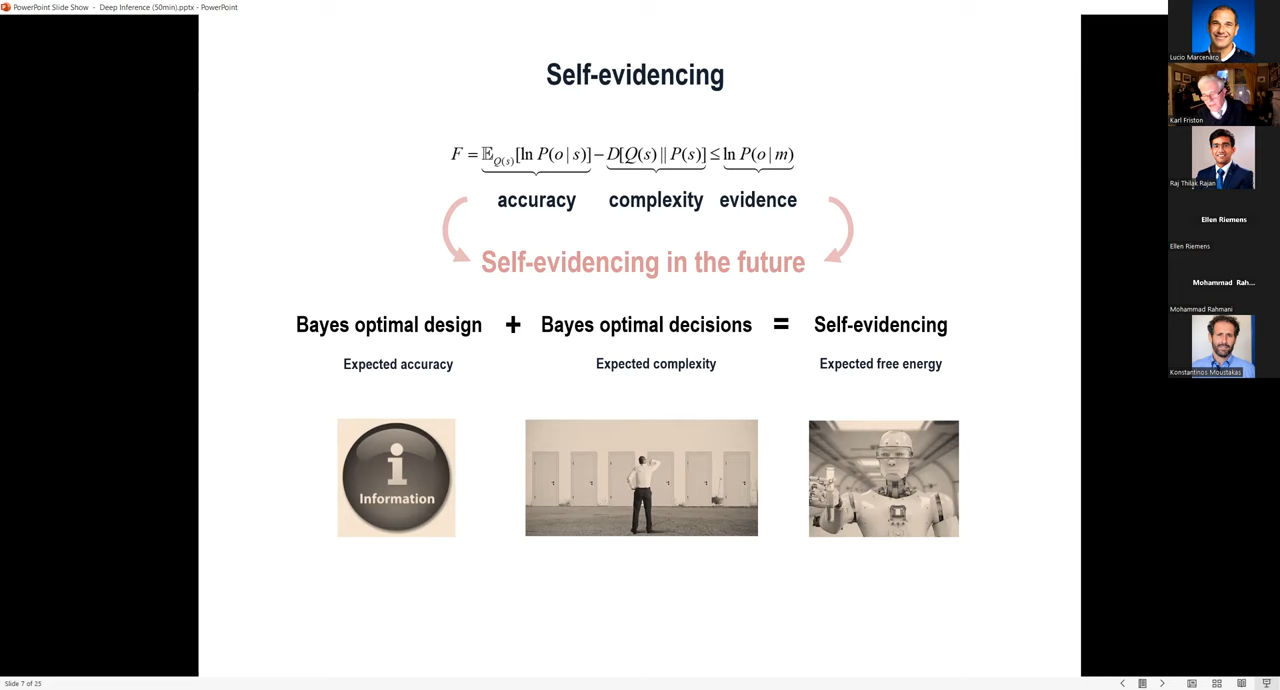 PowerPoint Slide Show - Deep Inference (50min).pptx - PowerPoint
Self-evidencing
F = 𝔼_{Q(s)}[ln P(o | s)] − D[Q(s) || P(s)] ≤ ln P(o | m)
accuracy complexity evidence
Self-evidencing in the future
Bayes optimal design + Bayes optimal decisions = Self-evidencing
Expected accuracy Expected complexity Expected free energy
i
Information
Lucio Marcenaro
Karl Friston
Raj Thilak Rajan
Ellen Riemens
Ellen Riemens
Mohammad Rah...
Mohammad Rahmani
Konstantinos Moustakas
Slide 7 of 25